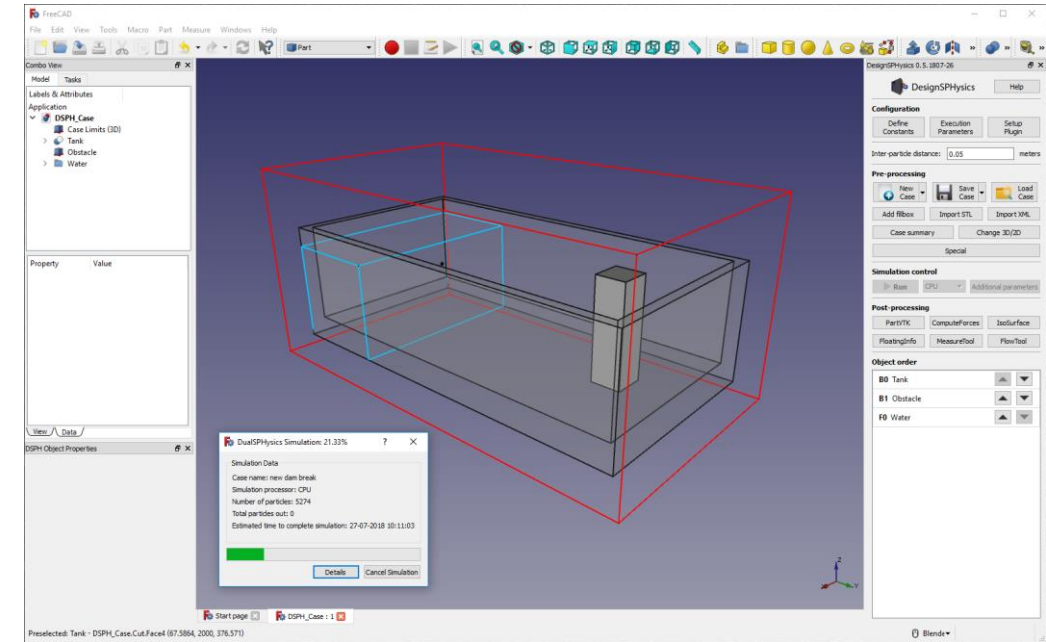 FreeCAD
File Edit View Tools Macro Part Measure Windows Help
Part
Combo View
Model Tasks
Labels & Attributes
Application
DSPH_Case
Case Limits (3D)
Tank
Obstacle
Water
Property Value
View Data
DSPH Object Properties
DualSPHysics Simulation: 21.33% ?
Simulation Data
Case name: new dam break
Simulation processor: CPU
Number of particles: 5274
Total particles out: 0
Estimated time to complete simulation: 27-07-2018 10:11:03
Details Cancel Simulation
Z
Y
Start page DSPH_Case : 1
Preselected: Tank - DSPH_Case.Cut.Face4 (67.5864, 2000, 376.571)
DesignSPHysics 0.5.1807-26
DesignSPHysics Help
Configuration
Define Constants Execution Parameters Setup Plugin
Inter-particle distance: 0.05 meters
Pre-processing
New Case Save Case Load Case
Add fillbox Import STL Import XML
Case summary Change 3D/2D
Special
Simulation control
Run CPU Additional parameters
Post-processing
PartVTK ComputeForces IsoSurface
FloatingInfo MeasureTool FlowTool
Object order
B0 Tank
B1 Obstacle
F0 Water